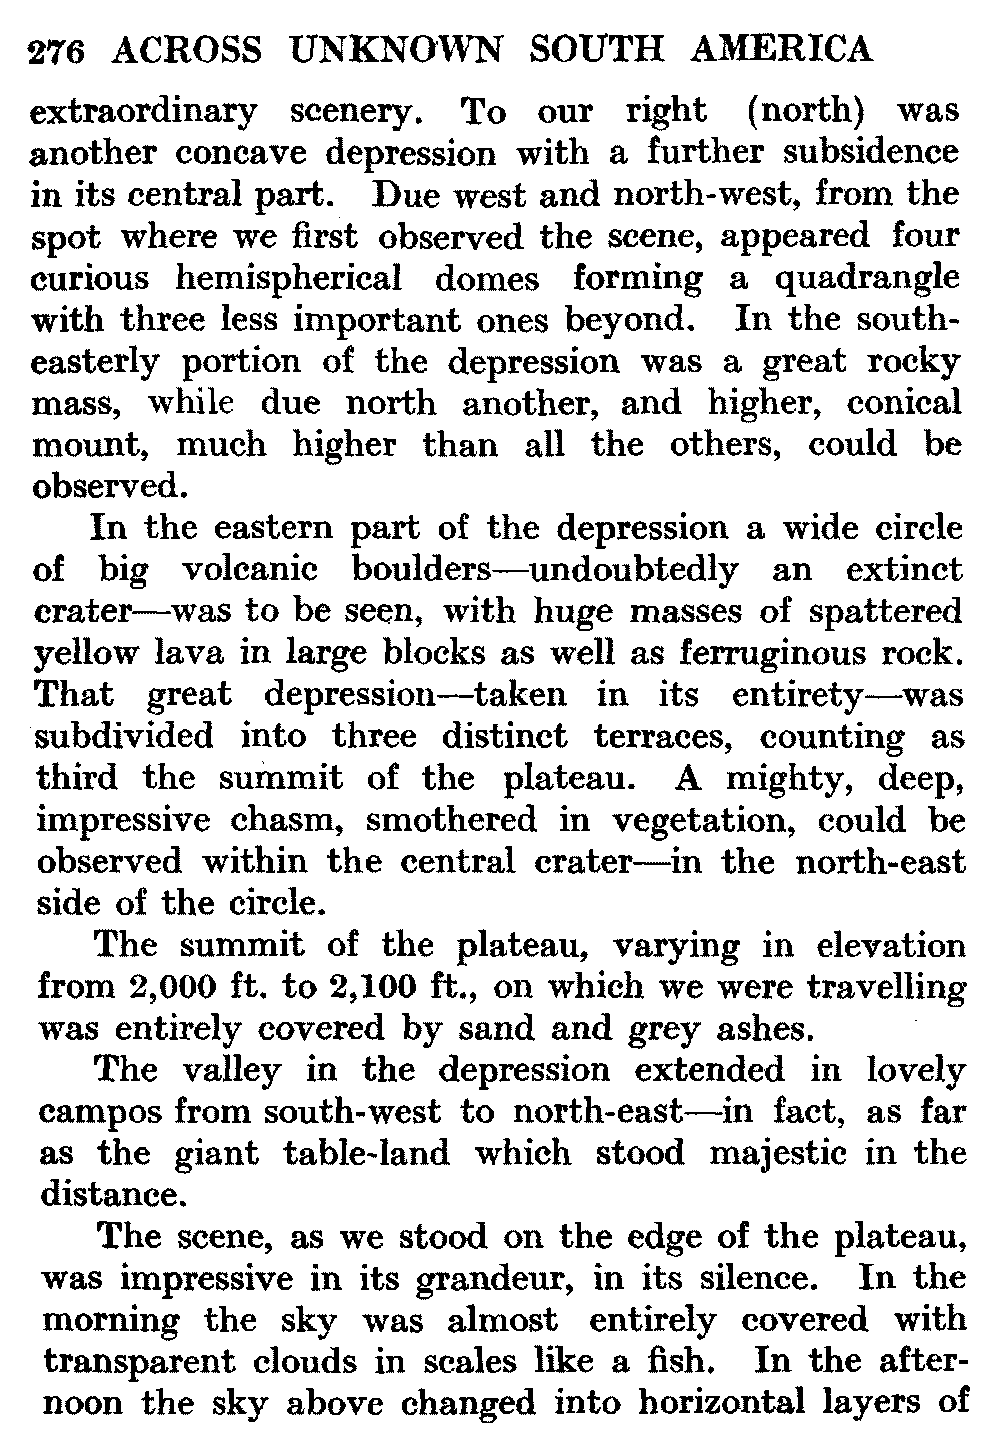 276 ACROSS UNKNOWN SOUTH AMERICA
extraordinary scenery. To our right (north) was
another concave depression with a further subsidence
in its central part. Due west and north-west, from the
spot where we first observed the scene, appeared four
curious hemispherical domes forming a quadrangle
with three less important ones beyond. In the south-
easterly portion of the depression was a great rocky
mass, while due north another, and higher, conical
mount, much higher than all the others, could be
observed.
In the eastern part of the depression a wide circle
of big volcanic boulders—undoubtedly an extinct
crater—was to be seen, with huge masses of spattered
yellow lava in large blocks as well as ferruginous rock.
That great depression—taken in its entirety—was
subdivided into three distinct terraces, counting as
third the summit of the plateau. A mighty, deep,
impressive chasm, smothered in vegetation, could be
observed within the central crater—in the north-east
side of the circle.
The summit of the plateau, varying in elevation
from 2,000 ft. to 2,100 ft., on which we were travelling
was entirely covered by sand and grey ashes.
The valley in the depression extended in lovely
campos from south-west to north-east—in fact, as far
as the giant table-land which stood majestic in the
distance.
The scene, as we stood on the edge of the plateau,
was impressive in its grandeur, in its silence. In the
morning the sky was almost entirely covered with
transparent clouds in scales like a fish. In the after-
noon the sky above changed into horizontal layers of